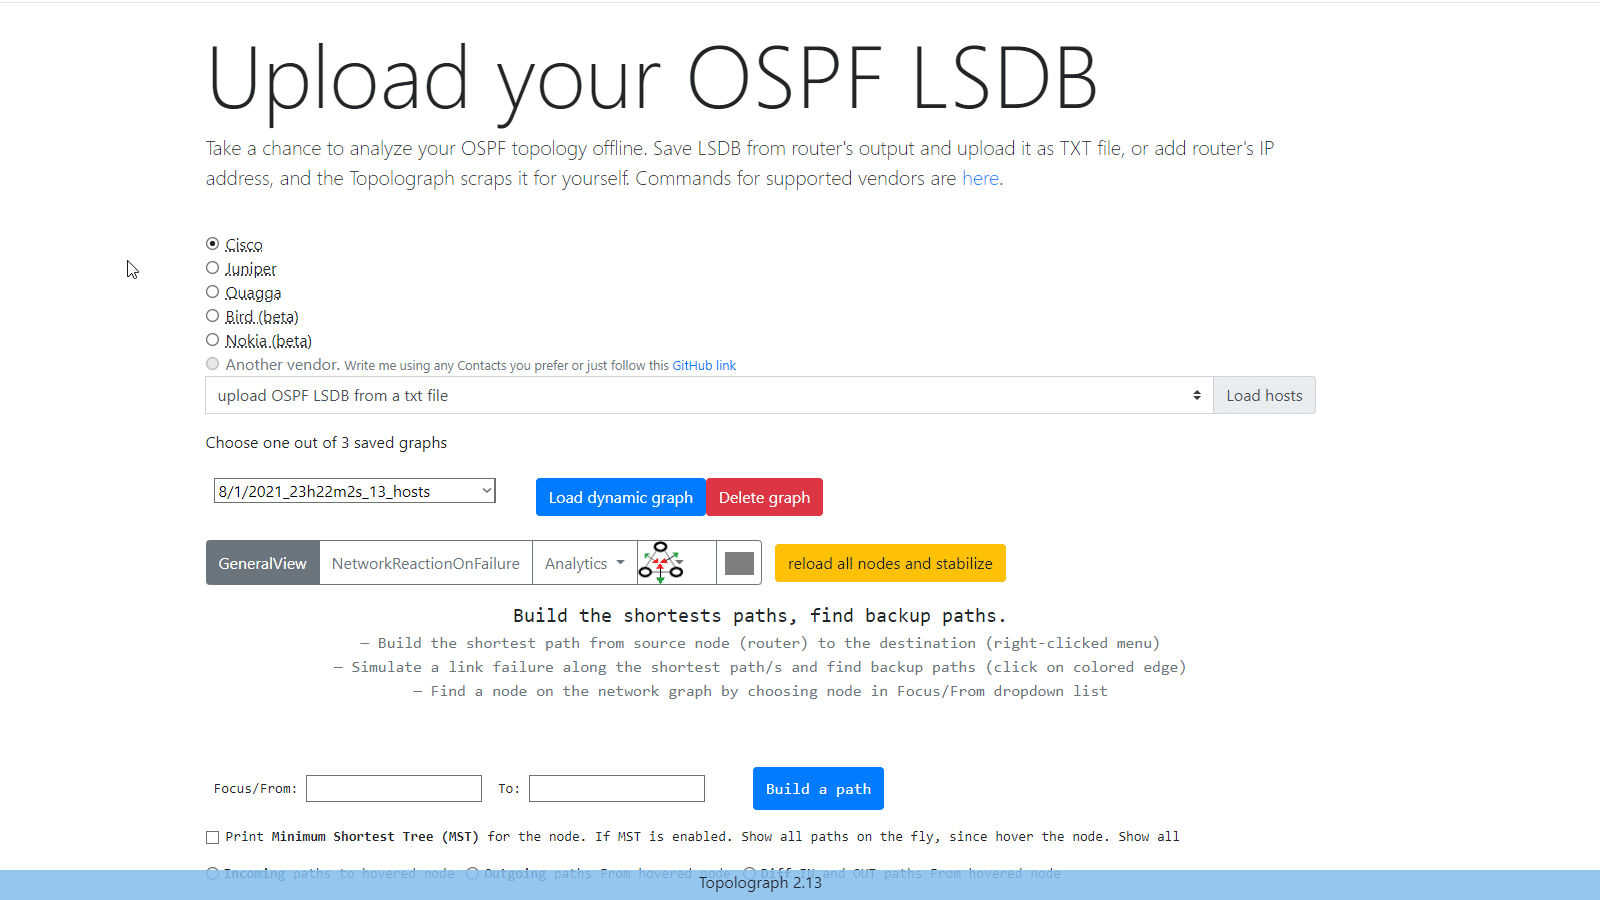 Upload your OSPF LSDB
Take a chance to analyze your OSPF topology offline. Save LSDB from router's output and upload it as TXT file, or add router's IP
address, and the Topolograph scraps it for yourself. Commands for supported vendors are here.
Cisco
Juniper
Quagga
Bird (beta)
Nokia (beta)
Another vendor. Write me using any Contacts you prefer or just follow this GitHub link
upload OSPF LSDB from a txt file Load hosts
Choose one out of 3 saved graphs
8/1/2021_23h22m2s_13_hosts Load dynamic graph Delete graph
GeneralView NetworkReactionOnFailure Analytics reload all nodes and stabilize
Build the shortests paths, find backup paths.
— Build the shortest path from source node (router) to the destination (right-clicked menu)
— Simulate a link failure along the shortest path/s and find backup paths (click on colored edge)
— Find a node on the network graph by choosing node in Focus/From dropdown list
Focus/From: To: Build a path
Print Minimum Shortest Tree (MST) for the node. If MST is enabled. Show all paths on the fly, since hover the node. Show all
Incoming paths to hovered node Outgoing paths From hovered node Diff IN and OUT paths From hovered node
Topolograph 2.13